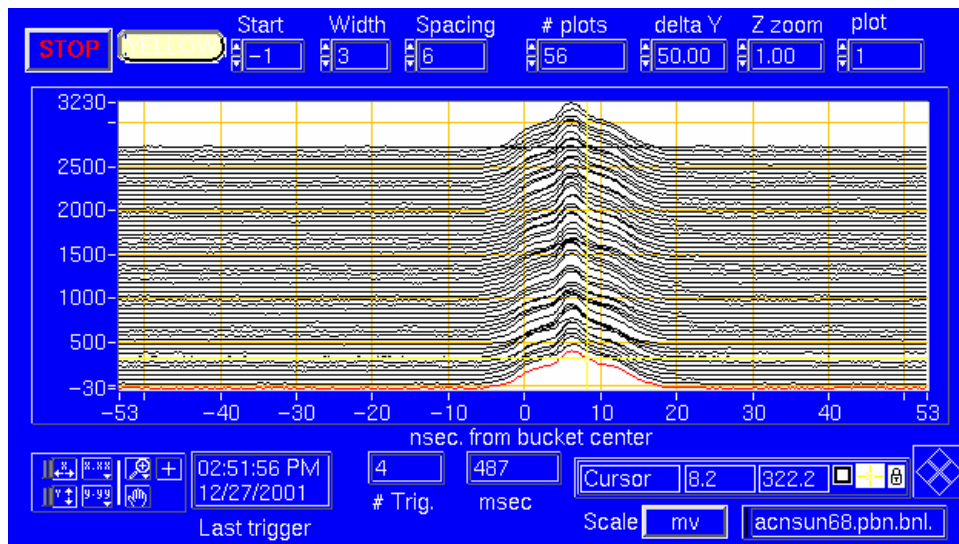 Start Width Spacing # plots delta Y Z zoom plot
STOP YELLOW -1 3 6 56 50.00 1.00 1
3230-
2500-
2000-
1500-
1000-
500-
-30=
-53 -40 -30 -20 -10 0 10 20 30 40 53
nsec. from bucket center
X X.XX 02:51:56 PM 4 487
Y Y.YY 12/27/2001 # Trig. msec Cursor 8.2 322.2
Last trigger Scale mv acnsun68.pbn.bnl.